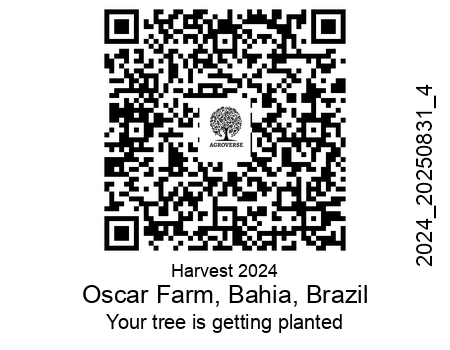 AGROVERSE
2024_20250831_4
Harvest 2024
Oscar Farm, Bahia, Brazil
Your tree is getting planted